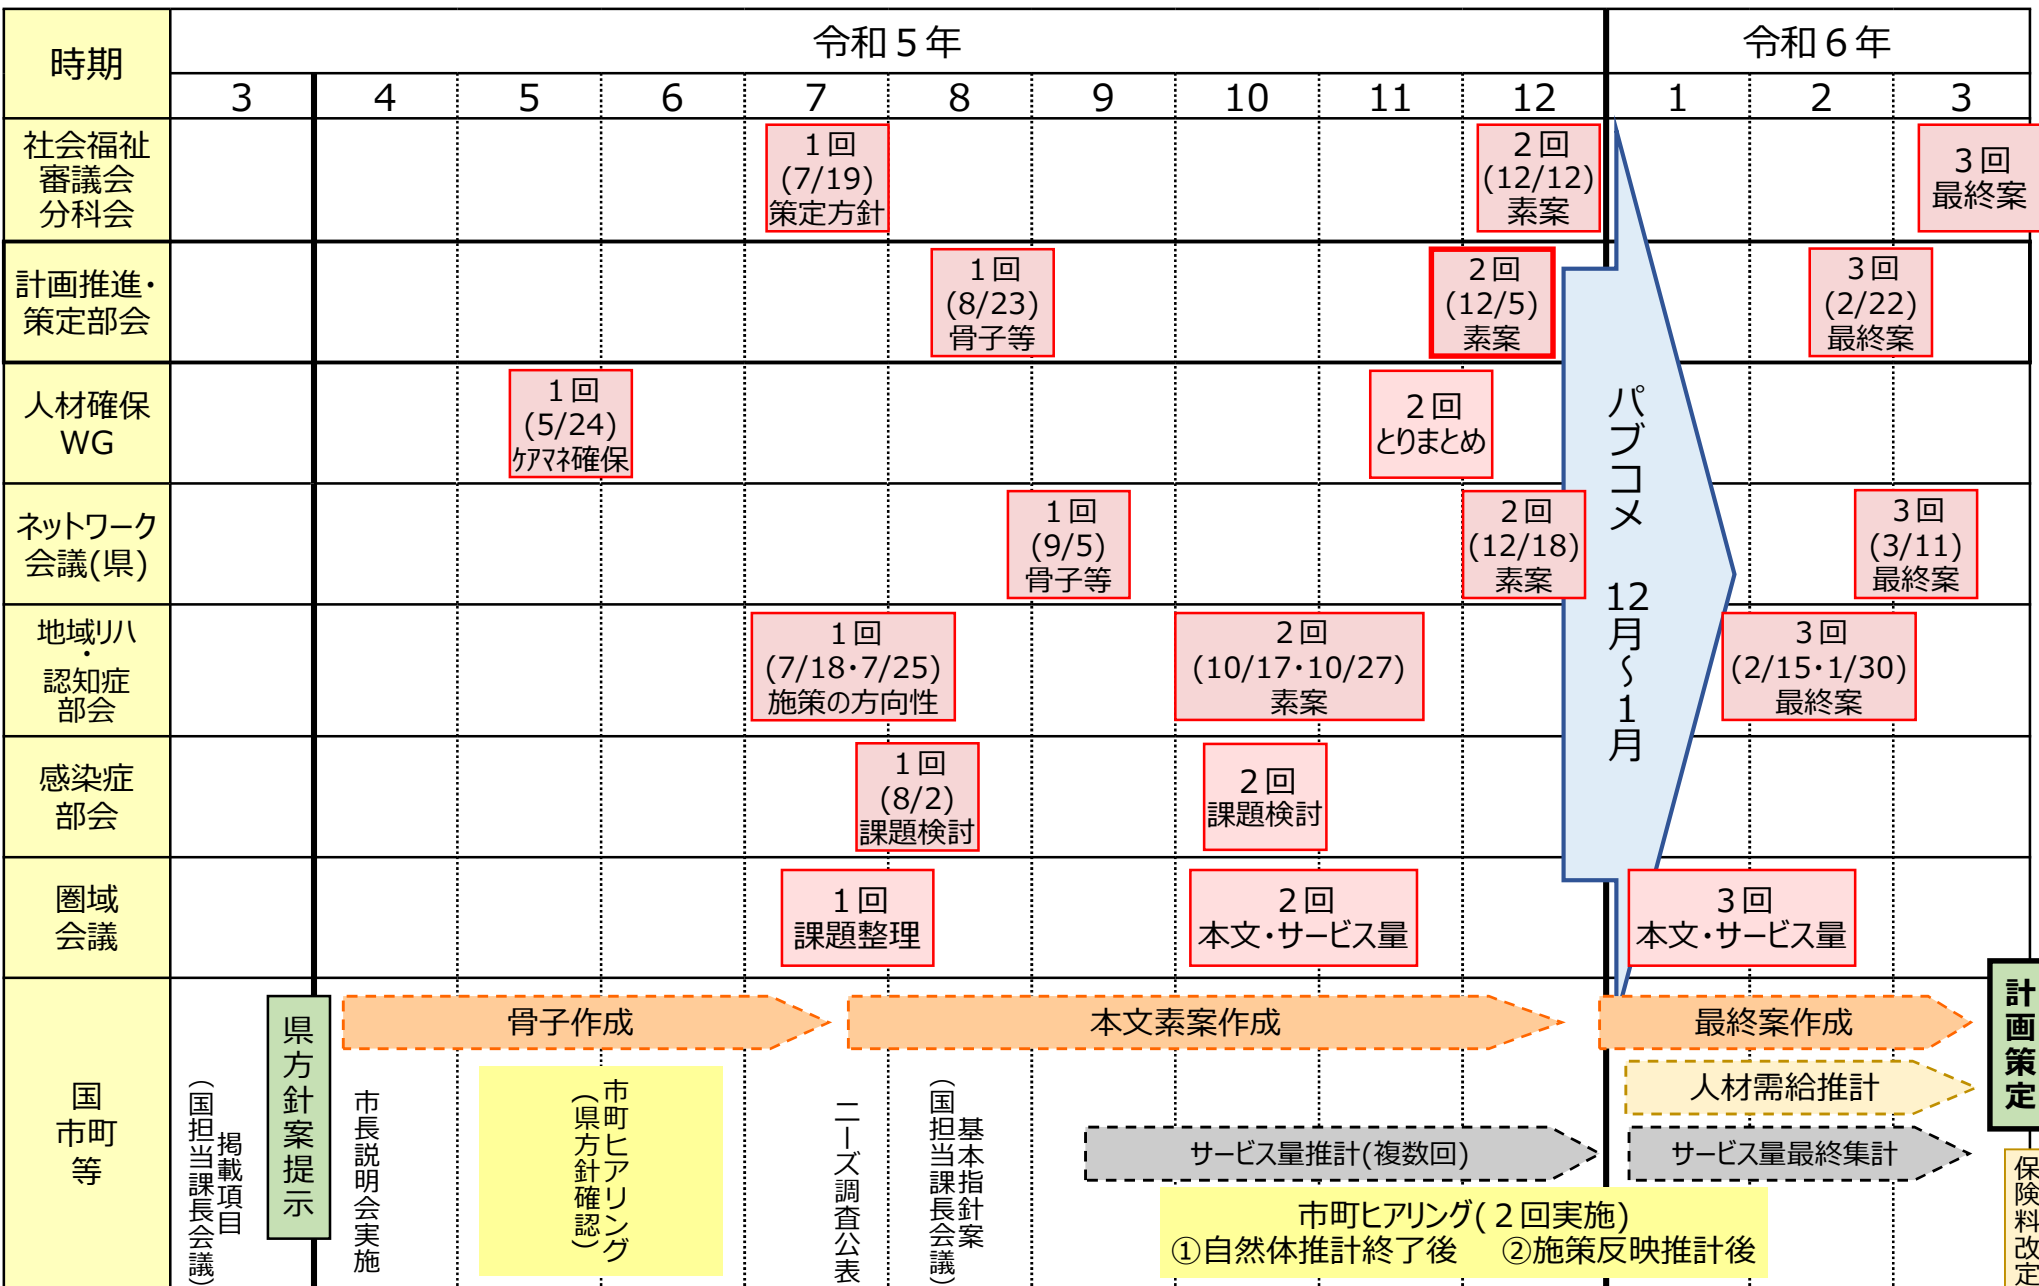 時期
令和５年
令和６年
3
4
5
6
7
8
9
10
11
12
1
2
3
社会福祉
審議会
分科会
１回
(7/19)
策定方針
２回
(12/12)
素案
３回
最終案
計画推進・
策定部会
１回
(8/23)
骨子等
２回
(12/5)
素案
３回
(2/22)
最終案
人材確保
WG
１回
(5/24)
ｹｱﾏﾈ確保
２回
とりまとめ
パブコメ　12月～1月
ネットワーク
会議(県)
１回
(9/5)
骨子等
２回
(12/18)
素案
３回
(3/11)
最終案
地域リハ
・
認知症
部会
１回
(7/18・7/25)
施策の方向性
２回
(10/17・10/27)
素案
３回
(2/15・1/30)
最終案
感染症
部会
１回
(8/2)
課題検討
２回
課題検討
圏域
会議
１回
課題整理
２回
本文・サービス量
３回
本文・サービス量
国
市町
等
掲載項目
（国担当課長会議）
県方針案提示
骨子作成
本文素案作成
最終案作成
計画策定
市長説明会実施
市町ヒアリング
（県方針確認）
ニーズ調査公表
基本指針案
（国担当課長会議）
人材需給推計
サービス量推計(複数回)
サービス量最終集計
市町ヒアリング(２回実施)
①自然体推計終了後　②施策反映推計後
保険料改定